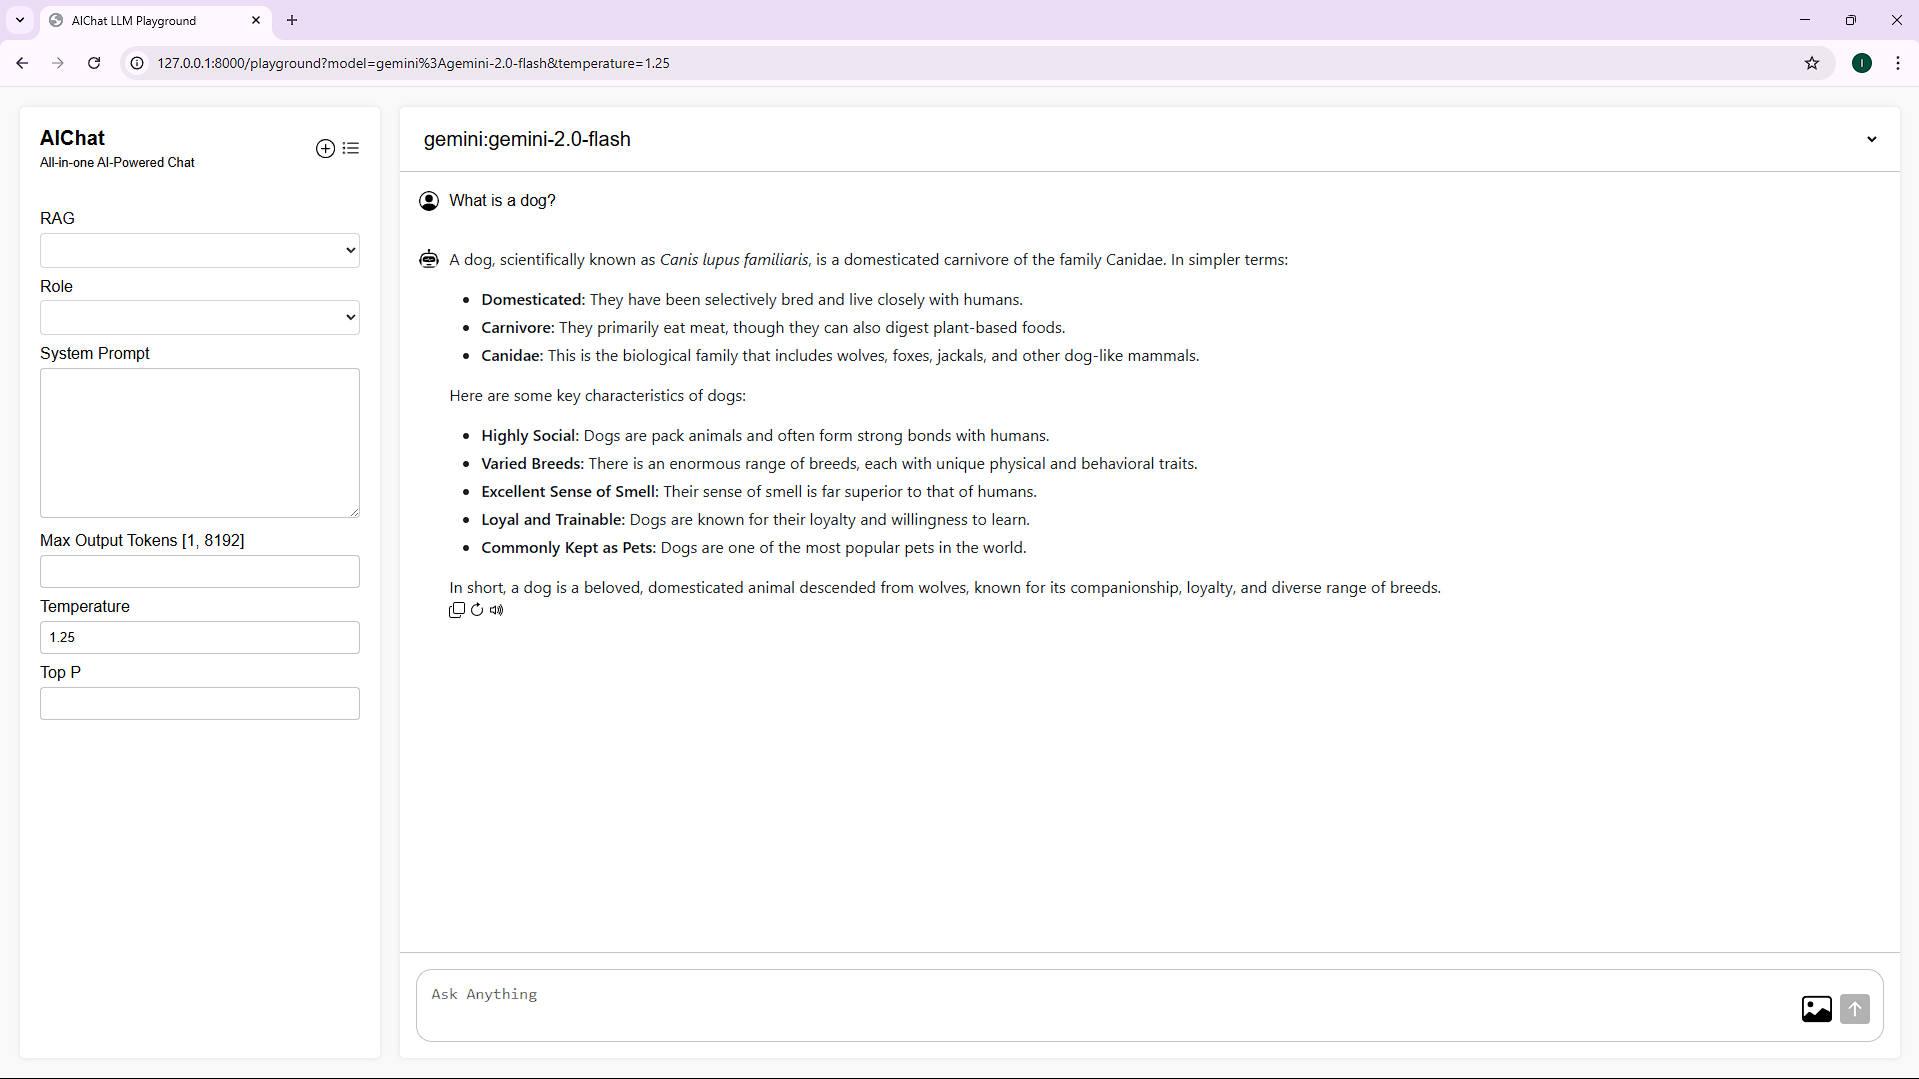 AIChat LLM Playground
127.0.0.1:8000/playground?model=gemini%3Agemini-2.0-flash&temperature=1.25
I
AIChat
All-in-one AI-Powered Chat
RAG
Role
System Prompt
Max Output Tokens [1, 8192]
Temperature
1.25
Top P
gemini:gemini-2.0-flash
What is a dog?
A dog, scientifically known as Canis lupus familiaris, is a domesticated carnivore of the family Canidae. In simpler terms:
Domesticated: They have been selectively bred and live closely with humans.
Carnivore: They primarily eat meat, though they can also digest plant-based foods.
Canidae: This is the biological family that includes wolves, foxes, jackals, and other dog-like mammals.
Here are some key characteristics of dogs:
Highly Social: Dogs are pack animals and often form strong bonds with humans.
Varied Breeds: There is an enormous range of breeds, each with unique physical and behavioral traits.
Excellent Sense of Smell: Their sense of smell is far superior to that of humans.
Loyal and Trainable: Dogs are known for their loyalty and willingness to learn.
Commonly Kept as Pets: Dogs are one of the most popular pets in the world.
In short, a dog is a beloved, domesticated animal descended from wolves, known for its companionship, loyalty, and diverse range of breeds.
Ask Anything